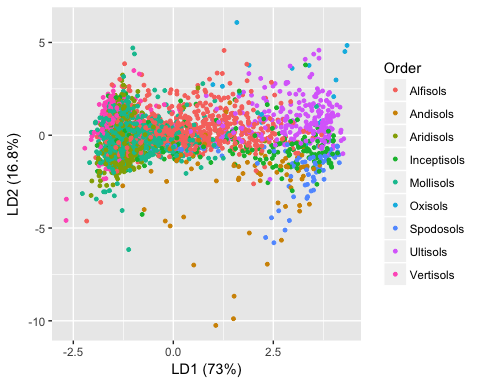 5
0
-5
-10
LD2 (16.8%)
-2.5
0.0
2.5
LD1 (73%)
Order
Alfisols
Andisols
Aridisols
Inceptisols
Mollisols
Oxisols
Spodosols
Ultisols
Vertisols